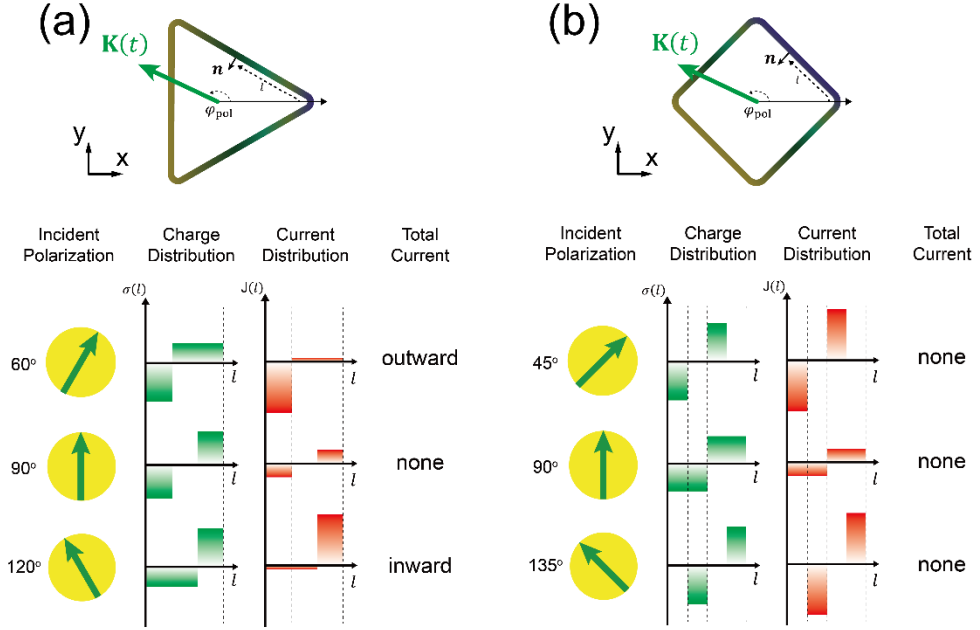 (a)
K(t)
n
l
φpol
y
x
Incident Polarization
Charge Distribution
Current Distribution
Total Current
σ(l)
J(l)
60°
l
l
outward
90°
l
l
none
120°
l
l
inward
(b)
K(t)
n
l
φpol
y
x
Incident Polarization
Charge Distribution
Current Distribution
Total Current
σ(l)
J(l)
45°
l
l
none
90°
l
l
none
135°
l
l
none